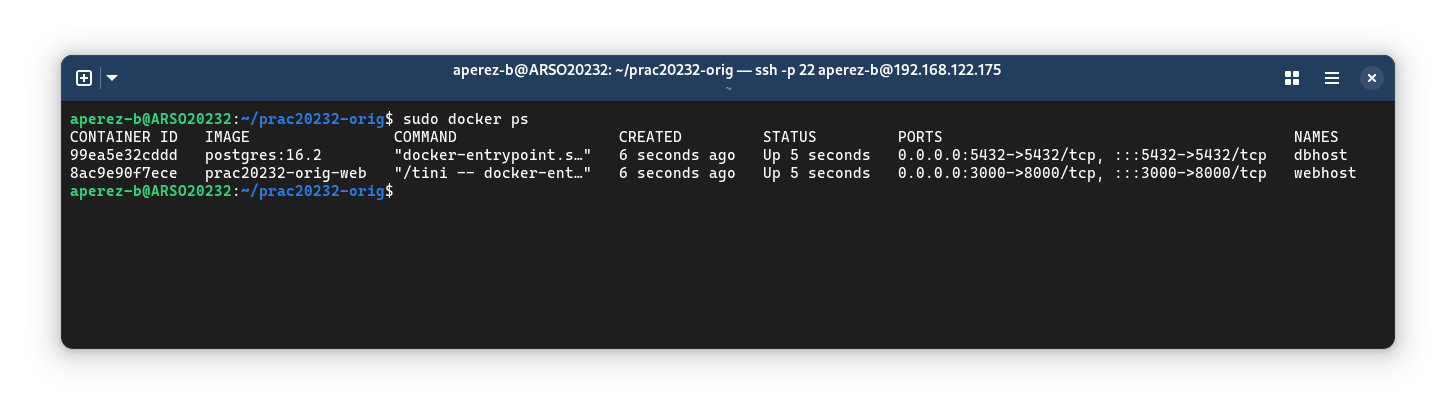 aperez-b@ARSO20232: ~/prac20232-orig — ssh -p 22 aperez-b@192.168.122.175
~
aperez-b@ARSO20232:~/prac20232-orig$ sudo docker ps
CONTAINER ID   IMAGE                COMMAND                  CREATED         STATUS         PORTS                                       NAMES
99ea5e32cddd   postgres:16.2        "docker-entrypoint.s…"   6 seconds ago   Up 5 seconds   0.0.0.0:5432->5432/tcp, :::5432->5432/tcp   dbhost
8ac9e90f7ece   prac20232-orig-web   "/tini -- docker-ent…"   6 seconds ago   Up 5 seconds   0.0.0.0:3000->8000/tcp, :::3000->8000/tcp   webhost
aperez-b@ARSO20232:~/prac20232-orig$